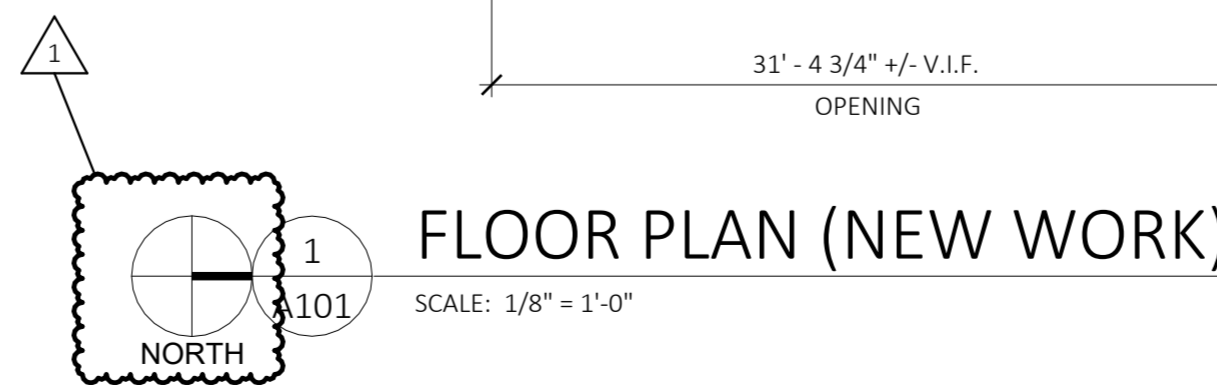 1
31' - 4 3/4" +/- V.I.F.
OPENING
1
FLOOR PLAN (NEW WORK)
A101
SCALE: 1/8" = 1'-0"
NORTH